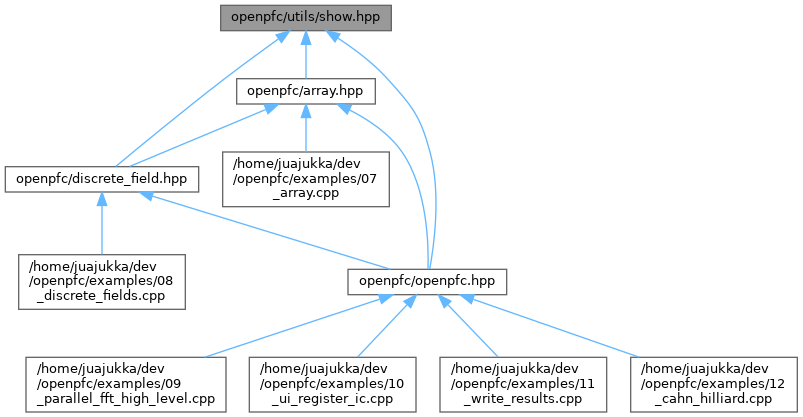 openpfc/utils/show.hpp
openpfc/array.hpp
/home/juajukka/dev
/openpfc/examples/07
_array.cpp
openpfc/discrete_field.hpp
/home/juajukka/dev
/openpfc/examples/08
_discrete_fields.cpp
openpfc/openpfc.hpp
/home/juajukka/dev
/openpfc/examples/09
_parallel_fft_high_level.cpp
/home/juajukka/dev
/openpfc/examples/10
_ui_register_ic.cpp
/home/juajukka/dev
/openpfc/examples/11
_write_results.cpp
/home/juajukka/dev
/openpfc/examples/12
_cahn_hilliard.cpp